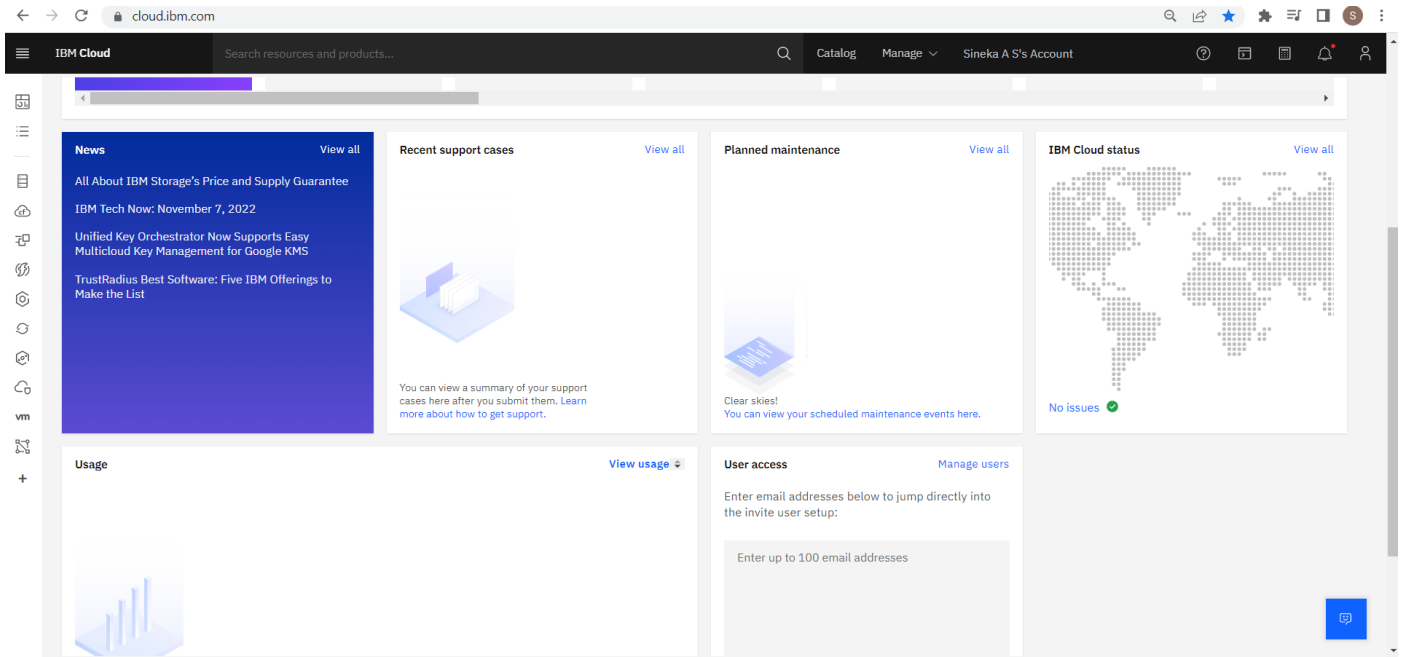 cloud.ibm.com
S
IBM Cloud
Search resources and products...
Catalog
Manage
Sineka A S's Account
News
View all
All About IBM Storage's Price and Supply Guarantee
IBM Tech Now: November 7, 2022
Unified Key Orchestrator Now Supports Easy
Multicloud Key Management for Google KMS
TrustRadius Best Software: Five IBM Offerings to
Make the List
Recent support cases
View all
You can view a summary of your support
cases here after you submit them. Learn
more about how to get support.
Planned maintenance
View all
Clear skies!
You can view your scheduled maintenance events here.
IBM Cloud status
View all
No issues
vm
Usage
View usage
User access
Manage users
Enter email addresses below to jump directly into
the invite user setup:
Enter up to 100 email addresses